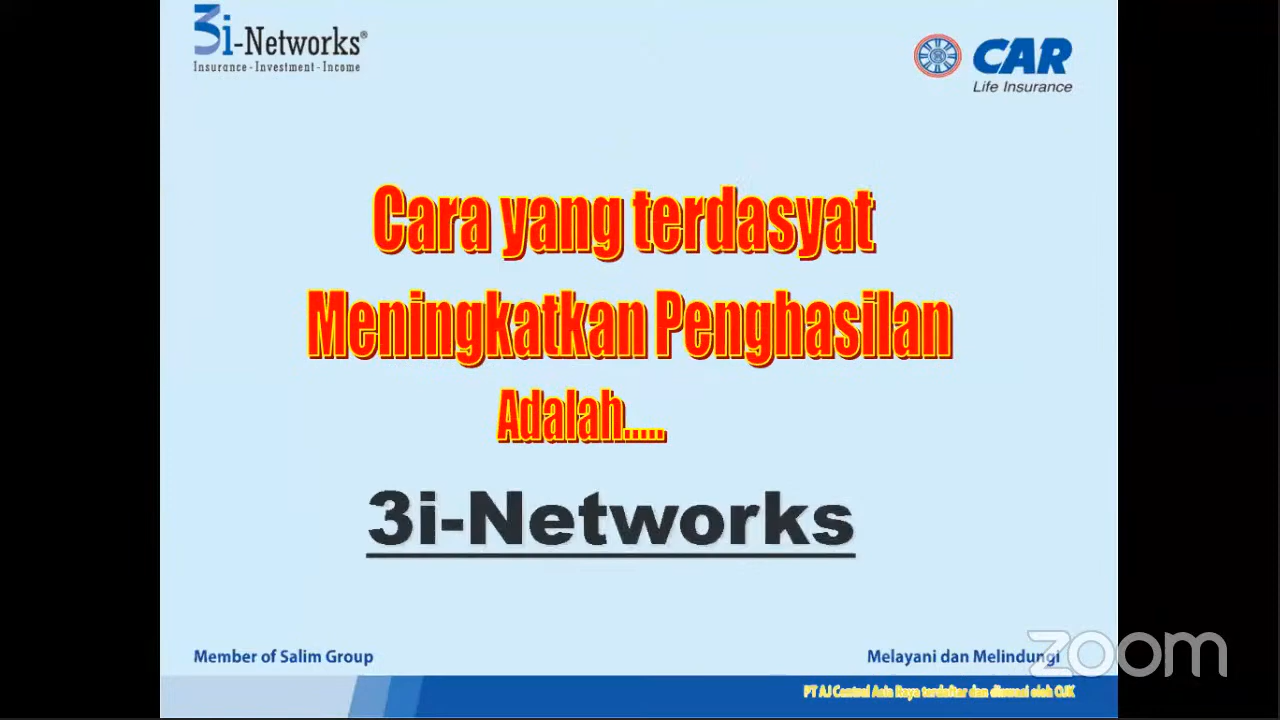 3i-Networks®
Insurance - Investment - Income
CAR
Life Insurance
Cara yang terdasyat
Meningkatkan Penghasilan
Adalah.....
3i-Networks
Member of Salim Group
Melayani dan Melindungi
zoom
PT AJ Central Asia Raya terdaftar dan diawasi oleh OJK